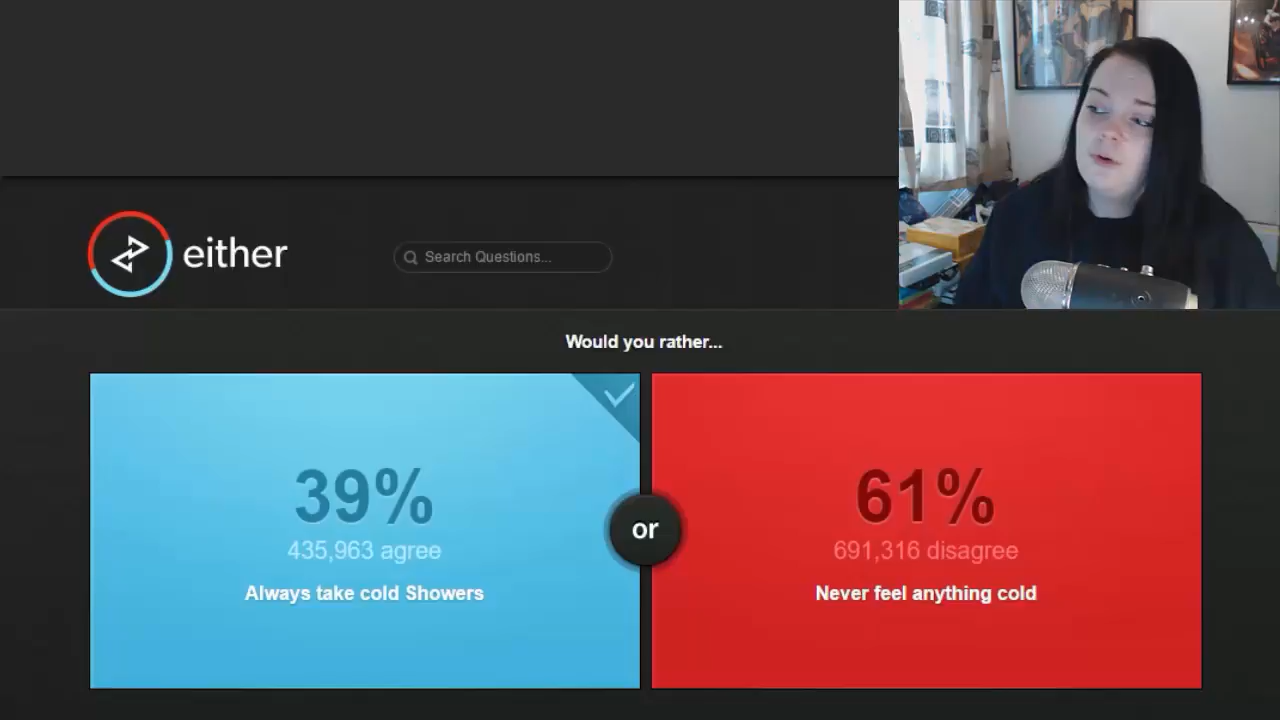 either
Search Questions...
Would you rather...
39%
435,963 agree
Always take cold Showers
or
61%
691,316 disagree
Never feel anything cold